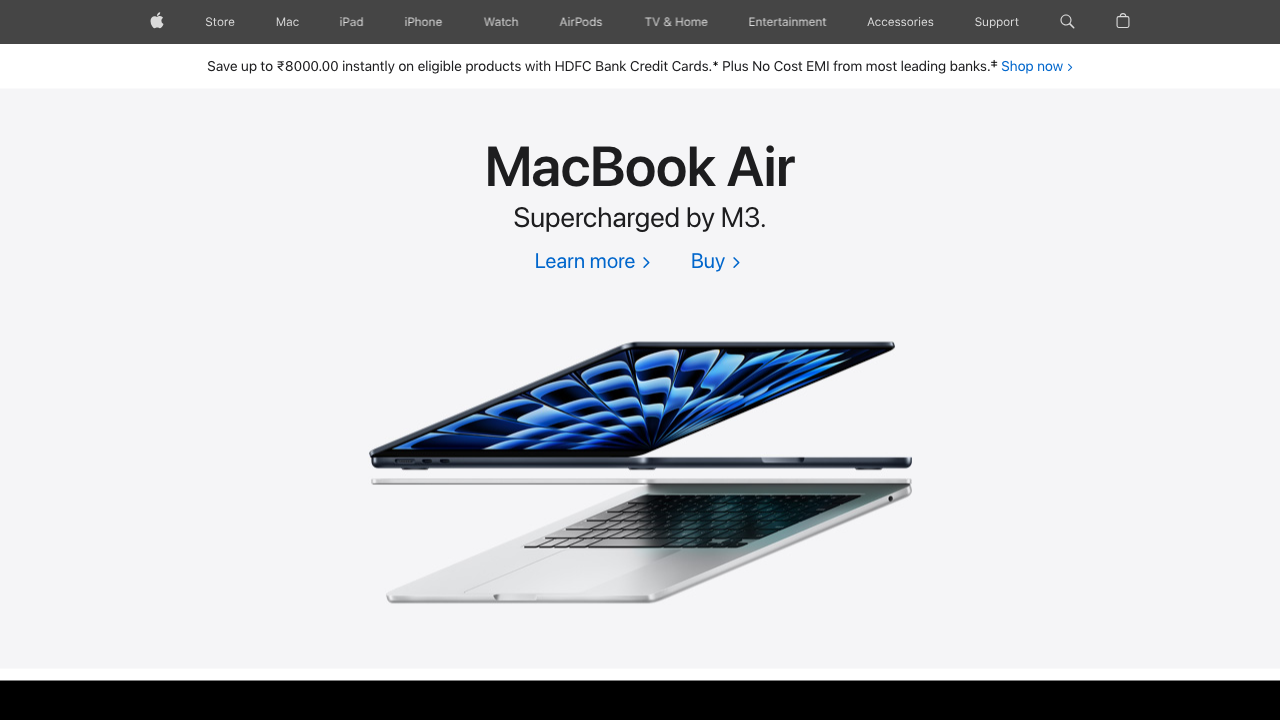 Store Mac iPad iPhone Watch AirPods TV & Home Entertainment Accessories Support
Save up to ₹8000.00 instantly on eligible products with HDFC Bank Credit Cards.* Plus No Cost EMI from most leading banks.‡ Shop now >
MacBook Air
Supercharged by M3.
Learn more > Buy >